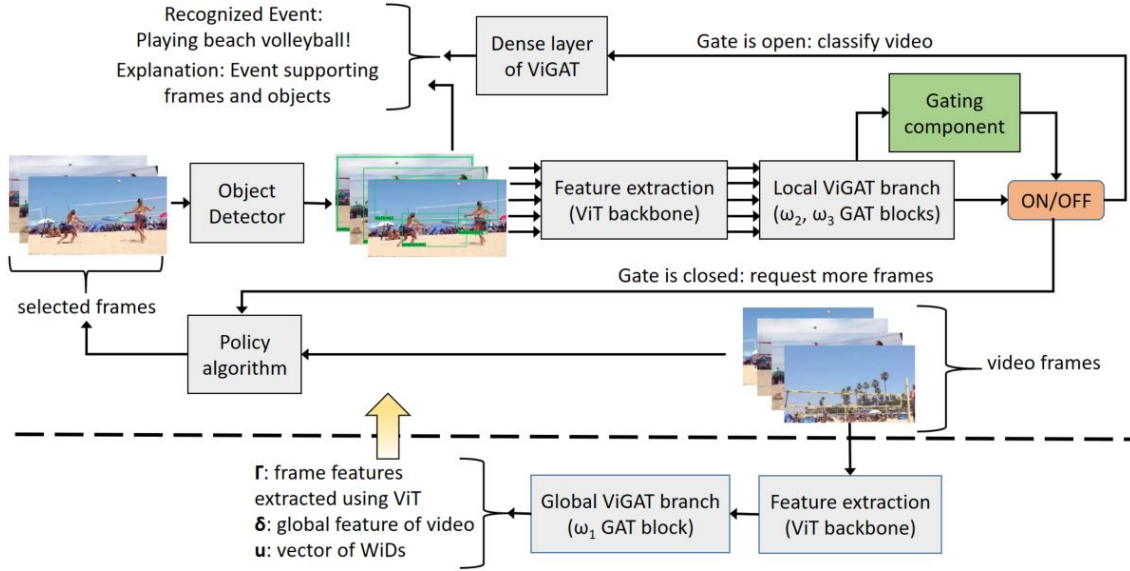 Recognized Event:
Playing beach volleyball!
Explanation: Event supporting
frames and objects
Dense layer
of ViGAT
Gate is open: classify video
Gating
component
Object
Detector
Feature extraction
(ViT backbone)
Local ViGAT branch
(ω₂, ω₃ GAT blocks)
ON/OFF
Gate is closed: request more frames
selected frames
Policy
algorithm
video frames
Γ: frame features
extracted using ViT
δ: global feature of video
u: vector of WiDs
Global ViGAT branch
(ω₁ GAT block)
Feature extraction
(ViT backbone)